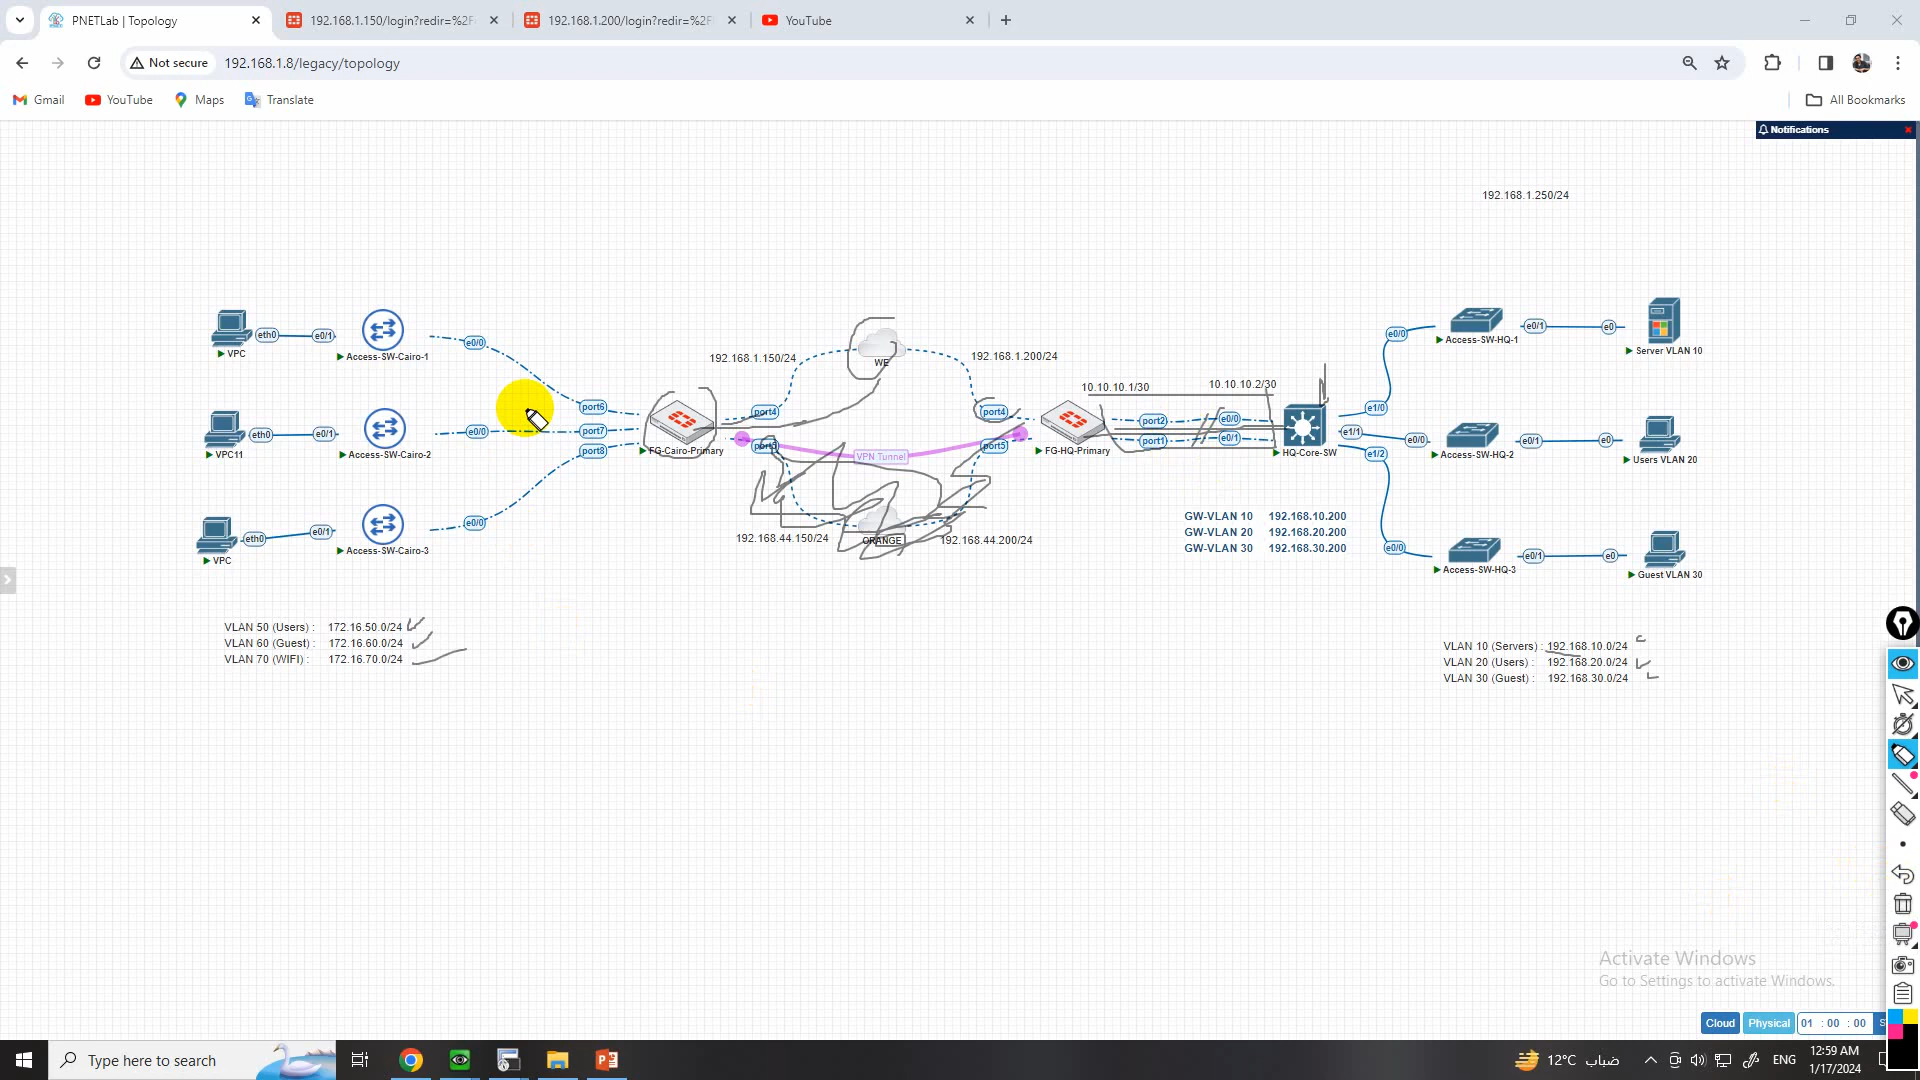 PNETLab | Topology
192.168.1.150/login?redir=%2F
192.168.1.200/login?redir=%2F
YouTube
Not secure
192.168.1.8/legacy/topology
Gmail
YouTube
Maps
Translate
All Bookmarks
Notifications
192.168.1.250/24
VPC
eth0
e0/1
Access-SW-Cairo-1
e0/0
VPC11
eth0
e0/1
Access-SW-Cairo-2
e0/0
VPC
eth0
e0/1
Access-SW-Cairo-3
e0/0
port6
port7
port8
FG-Cairo-Primary
192.168.1.150/24
WE
192.168.1.200/24
port4
port4
port5
VPN Tunnel
192.168.44.150/24
ORANGE
192.168.44.200/24
FG-HQ-Primary
10.10.10.1/30
10.10.10.2/30
port2
e0/0
port1
e0/1
HQ-Core-SW
e1/0
e1/1
e1/2
e0/0
Access-SW-HQ-1
e0/1
e0
Server VLAN 10
e0/0
Access-SW-HQ-2
e0/1
e0
Users VLAN 20
e0/0
Access-SW-HQ-3
e0/1
e0
Guest VLAN 30
GW-VLAN 10 192.168.10.200
GW-VLAN 20 192.168.20.200
GW-VLAN 30 192.168.30.200
VLAN 50 (Users) : 172.16.50.0/24
VLAN 60 (Guest) : 172.16.60.0/24
VLAN 70 (WIFI) : 172.16.70.0/24
VLAN 10 (Servers) : 192.168.10.0/24
VLAN 20 (Users) : 192.168.20.0/24
VLAN 30 (Guest) : 192.168.30.0/24
Activate Windows
Go to Settings to activate Windows.
Cloud
Physical
01 : 00 : 00
S
Type here to search
12°C ضباب
ENG
12:59 AM
1/17/2024